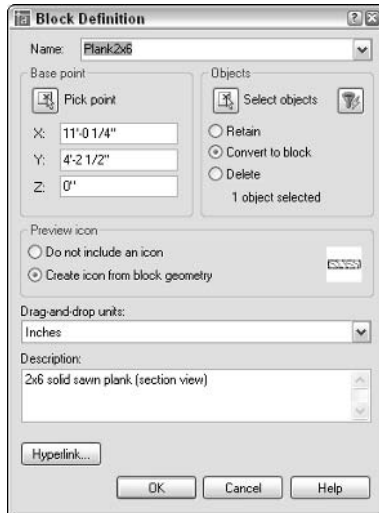 Block Definition
Name: Plank2x6
Base point
Pick point
X: 11'-0 1/4"
Y: 4'-2 1/2"
Z: 0"
Objects
Select objects
Retain
Convert to block
Delete
1 object selected
Preview icon
Do not include an icon
Create icon from block geometry
Drag-and-drop units:
Inches
Description:
2x6 solid sawn plank (section view)
Hyperlink...
OK Cancel Help